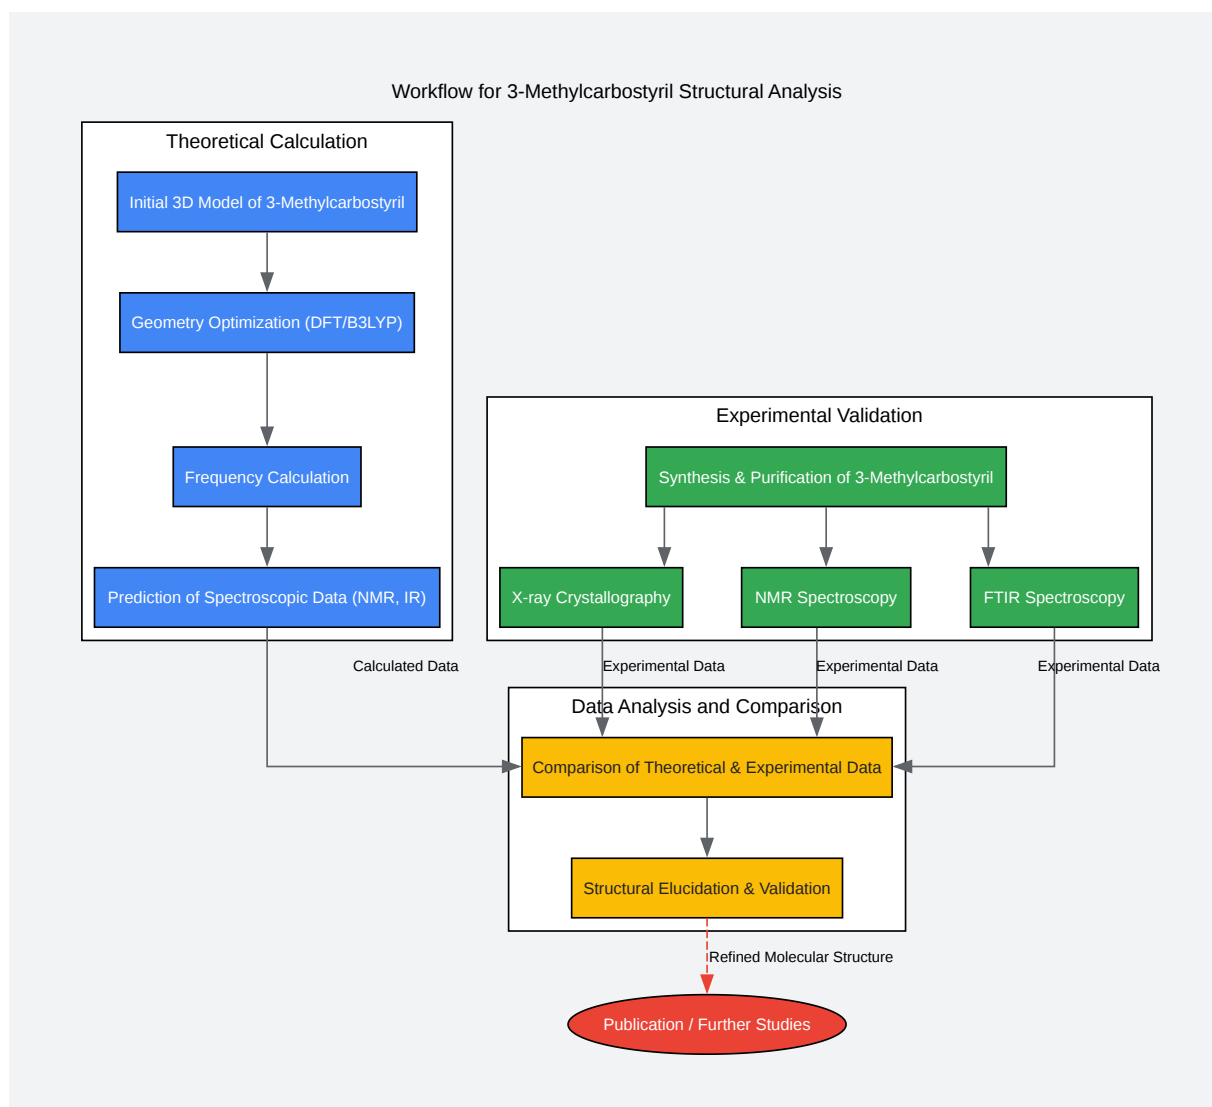 Workflow for 3-Methylcarbostyril Structural Analysis
Theoretical Calculation
Initial 3D Model of 3-Methylcarbostyril
Geometry Optimization (DFT/B3LYP)
Frequency Calculation
Prediction of Spectroscopic Data (NMR, IR)
Experimental Validation
Synthesis & Purification of 3-Methylcarbostyril
X-ray Crystallography
NMR Spectroscopy
FTIR Spectroscopy
Calculated Data
Experimental Data
Experimental Data
Experimental Data
Data Analysis and Comparison
Comparison of Theoretical & Experimental Data
Structural Elucidation & Validation
Refined Molecular Structure
Publication / Further Studies